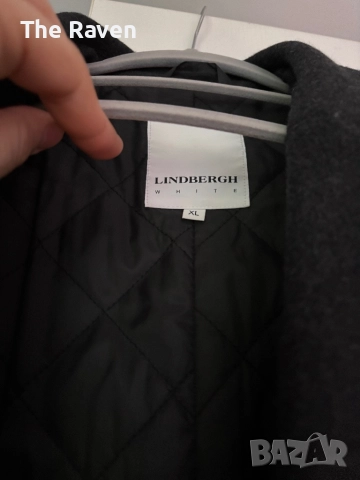 The Raven
LINDBERGH
WHITE
XL
BAZAR